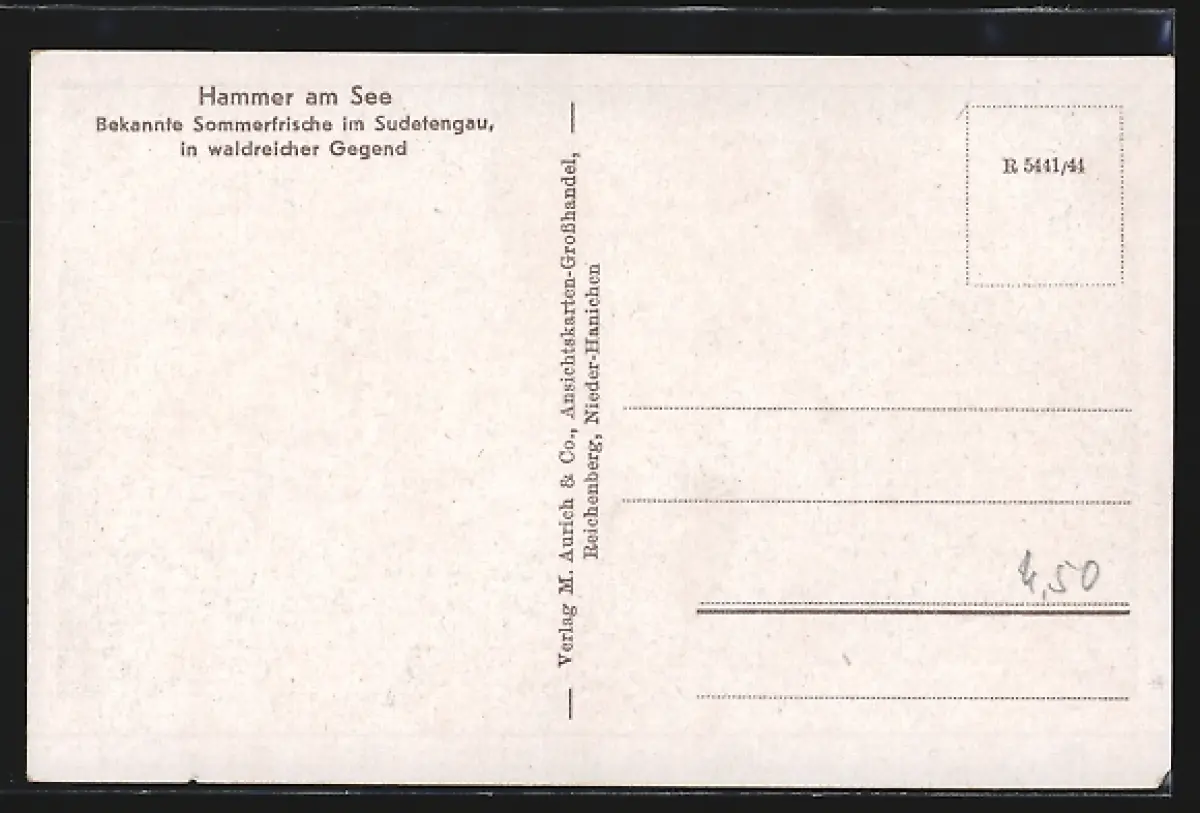 Hammer am See
Bekannte Sommerfrische im Sudetengau,
in waldreicher Gegend
Verlag M. Aurich & Co., Ansichtskarten-Großhandel,
Reichenberg, Nieder-Hanichen
R 5441/44
4,50